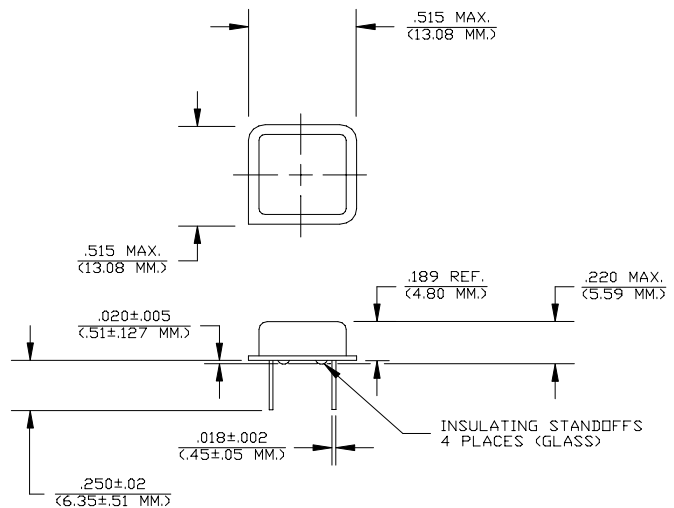 .515 MAX.
(13.08 MM.)
.515 MAX.
(13.08 MM.)
.189 REF.
(4.80 MM.)
.220 MAX.
(5.59 MM.)
.020±.005
(.51±.127 MM.)
INSULATING STANDOFFS
4 PLACES (GLASS)
.018±.002
(.45±.05 MM.)
.250±.02
(6.35±.51 MM.)